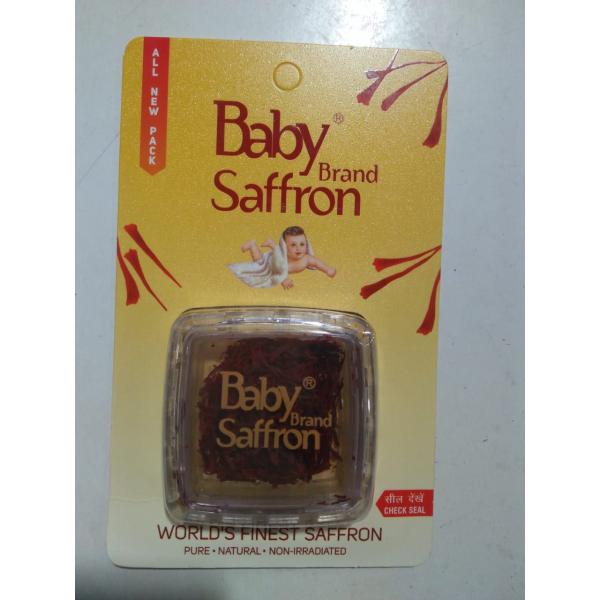 ALL NEW PACK
Baby®
Brand
Saffron
Baby®
Brand
Saffron
सील देखें
CHECK SEAL
WORLD'S FINEST SAFFRON
PURE • NATURAL • NON-IRRADIATED